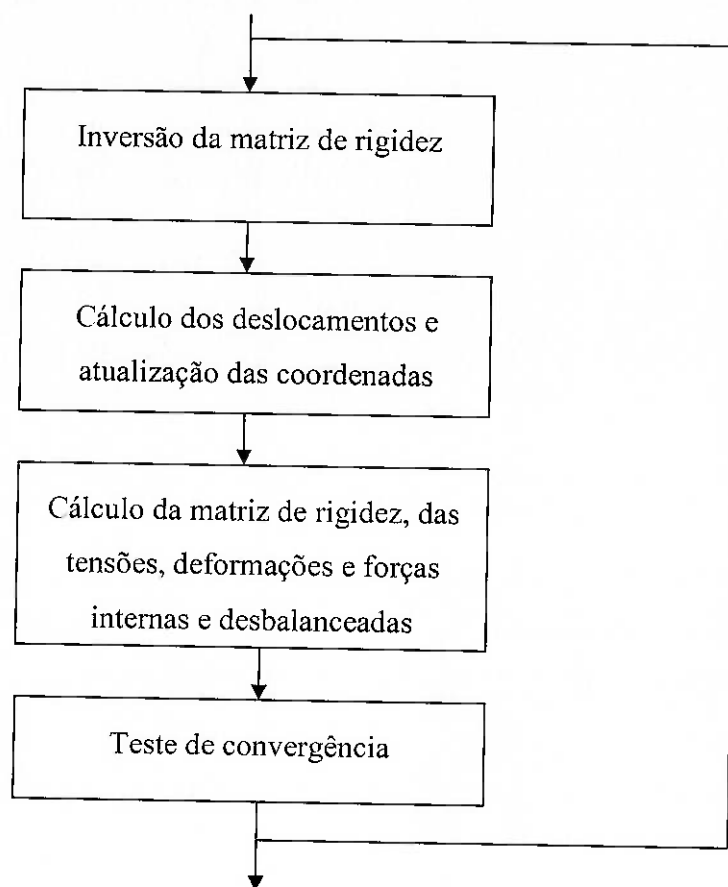 Inversão da matriz de rigidez
Cálculo dos deslocamentos e
atualização das coordenadas
Cálculo da matriz de rigidez, das
tensões, deformações e forças
internas e desbalanceadas
Teste de convergência